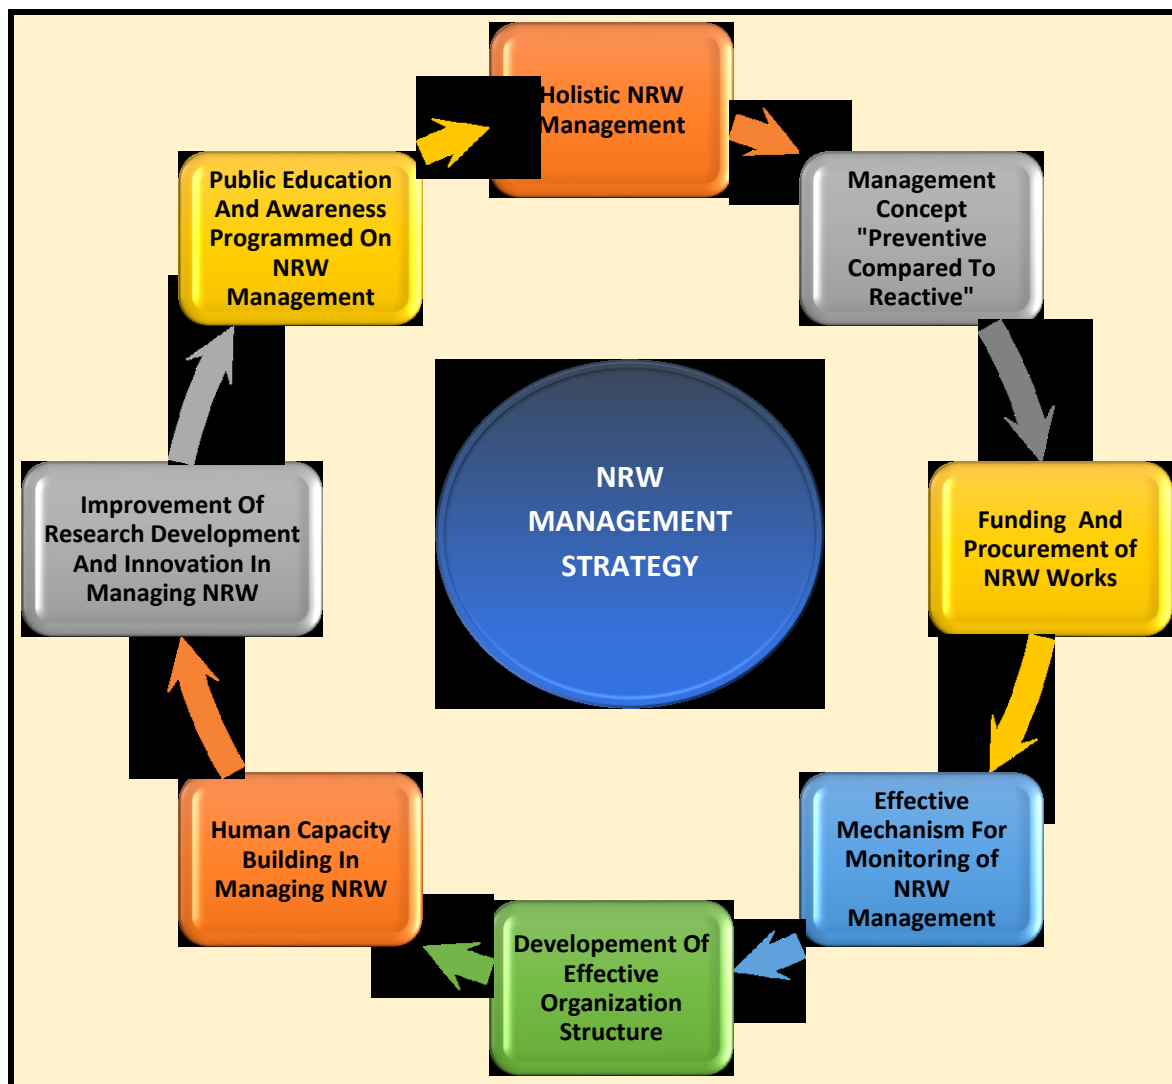 Holistic NRW
Management
Management
Concept
"Preventive
Compared To
Reactive"
Funding And
Procurement of
NRW Works
Effective
Mechanism For
Monitoring of
NRW
Management
Developement Of
Effective
Organization
Structure
Human Capacity
Building In
Managing NRW
Improvement Of
Research Development
And Innovation In
Managing NRW
Public Education
And Awareness
Programmed On
NRW
Management
NRW
MANAGEMENT
STRATEGY